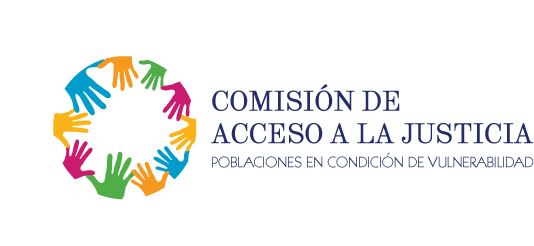 COMISIÓN DE
ACCESO A LA JUSTICIA
POBLACIONES EN CONDICIÓN DE VULNERABILIDAD